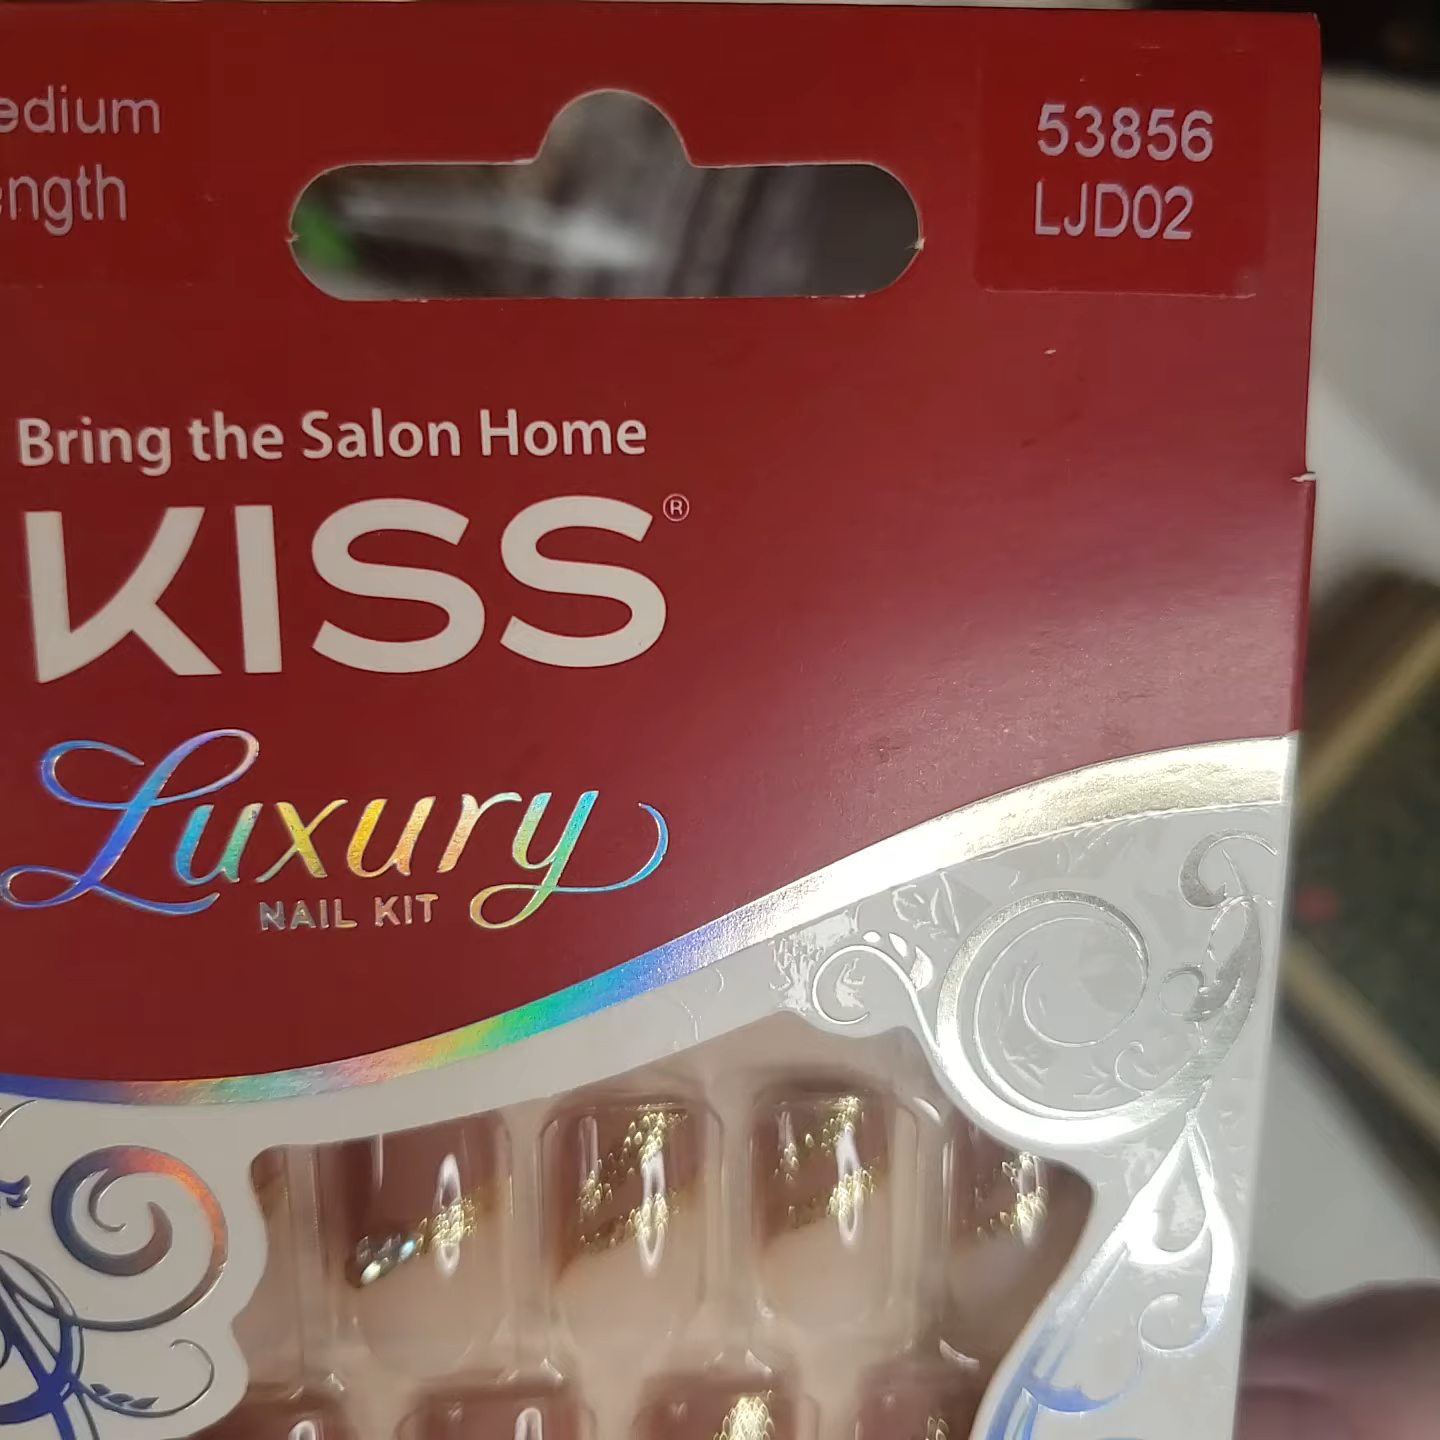 edium
ength
53856
LJD02
Bring the Salon Home
KISS®
Luxury
NAIL KIT